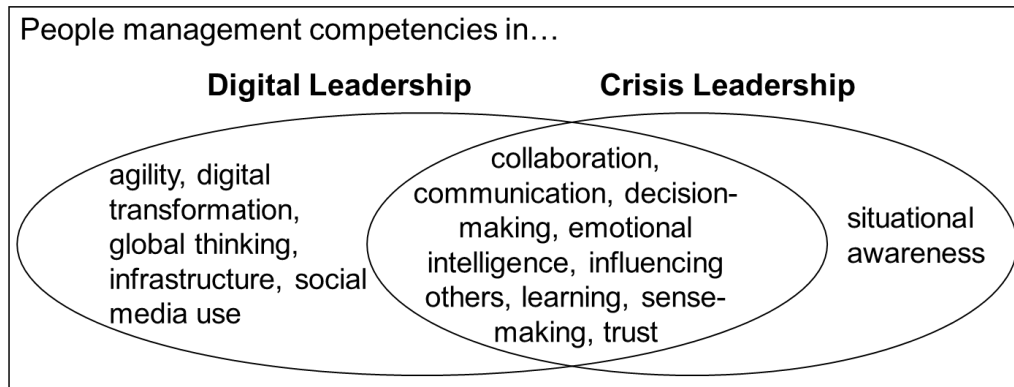 People management competencies in…
Digital Leadership
Crisis Leadership
agility, digital
transformation,
global thinking,
infrastructure, social
media use
collaboration,
communication, decision-
making, emotional
intelligence, influencing
others, learning, sense-
making, trust
situational
awareness